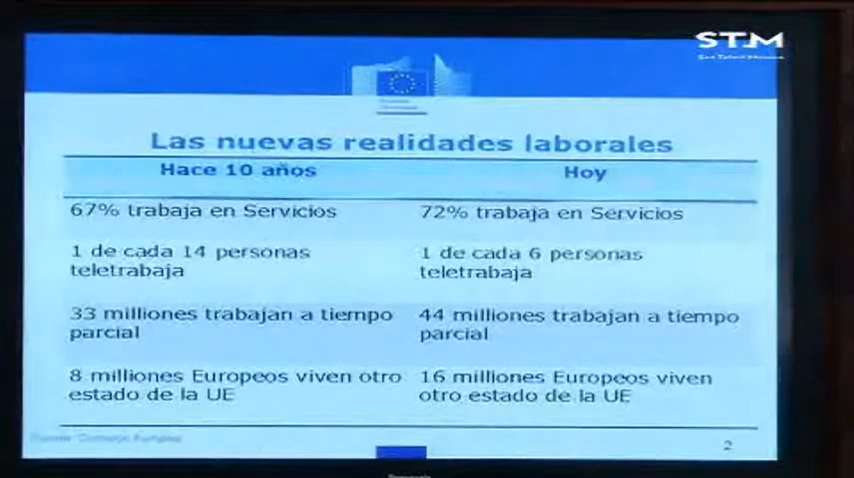 STM
Las nuevas realidades laborales
Hace 10 años
Hoy
67% trabaja en Servicios
72% trabaja en Servicios
1 de cada 14 personas
teletrabaja
1 de cada 6 personas
teletrabaja
33 milliones trabajan a tiempo
parcial
44 milliones trabajan a tiempo
parcial
8 milliones Europeos viven otro
estado de la UE
16 milliones Europeos viven
otro estado de la UE
2